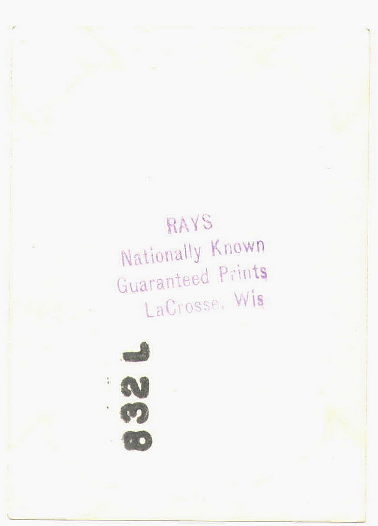 RAYS
Nationally Known
Guaranteed Prints
LaCrosse, Wis
832 L